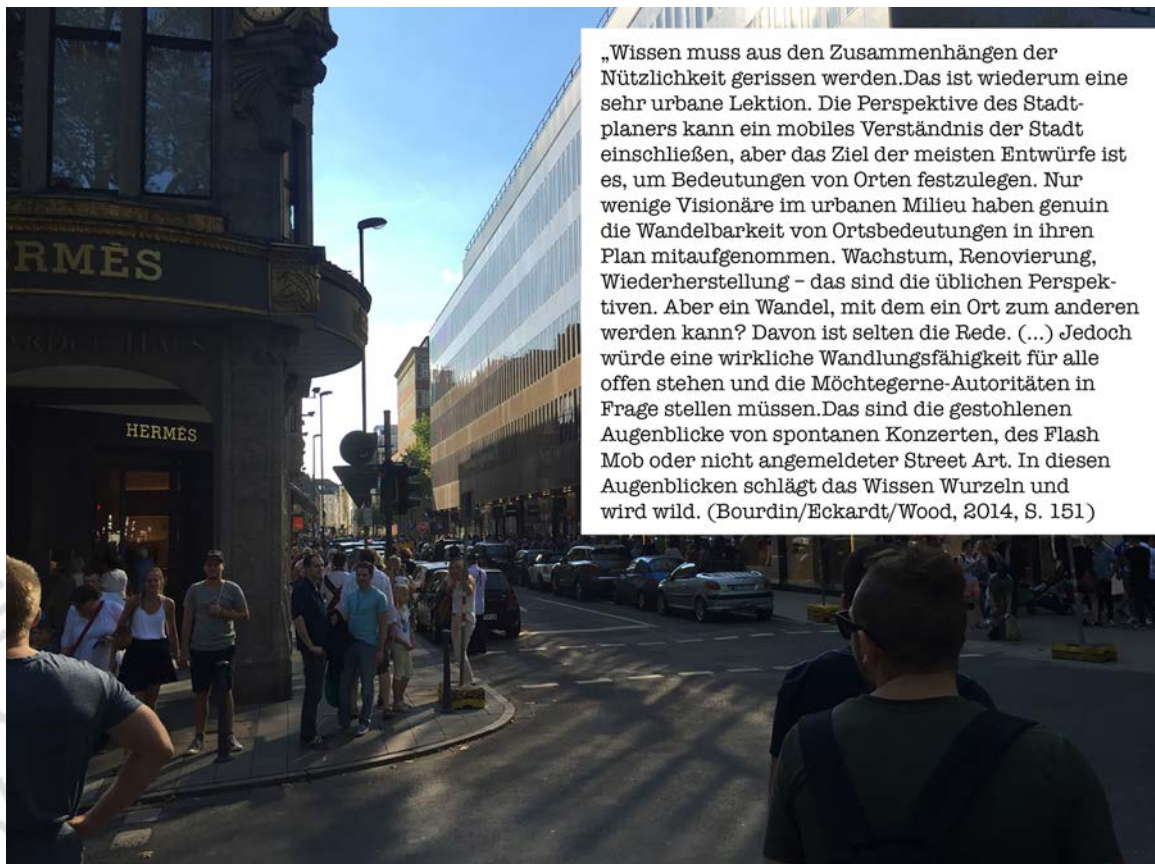 „Wissen muss aus den Zusammenhängen der
Nützlichkeit gerissen werden.Das ist wiederum eine
sehr urbane Lektion. Die Perspektive des Stadt-
planers kann ein mobiles Verständnis der Stadt
einschließen, aber das Ziel der meisten Entwürfe ist
es, um Bedeutungen von Orten festzulegen. Nur
wenige Visionäre im urbanen Milieu haben genuin
die Wandelbarkeit von Ortsbedeutungen in ihren
Plan mitaufgenommen. Wachstum, Renovierung,
Wiederherstellung – das sind die üblichen Perspek-
tiven. Aber ein Wandel, mit dem ein Ort zum anderen
werden kann? Davon ist selten die Rede. (...) Jedoch
würde eine wirkliche Wandlungsfähigkeit für alle
offen stehen und die Möchtegerne-Autoritäten in
Frage stellen müssen.Das sind die gestohlenen
Augenblicke von spontanen Konzerten, des Flash
Mob oder nicht angemeldeter Street Art. In diesen
Augenblicken schlägt das Wissen Wurzeln und
wird wild. (Bourdin/Eckardt/Wood, 2014, S. 151)
RMÈS
HAUS
HERMÈS